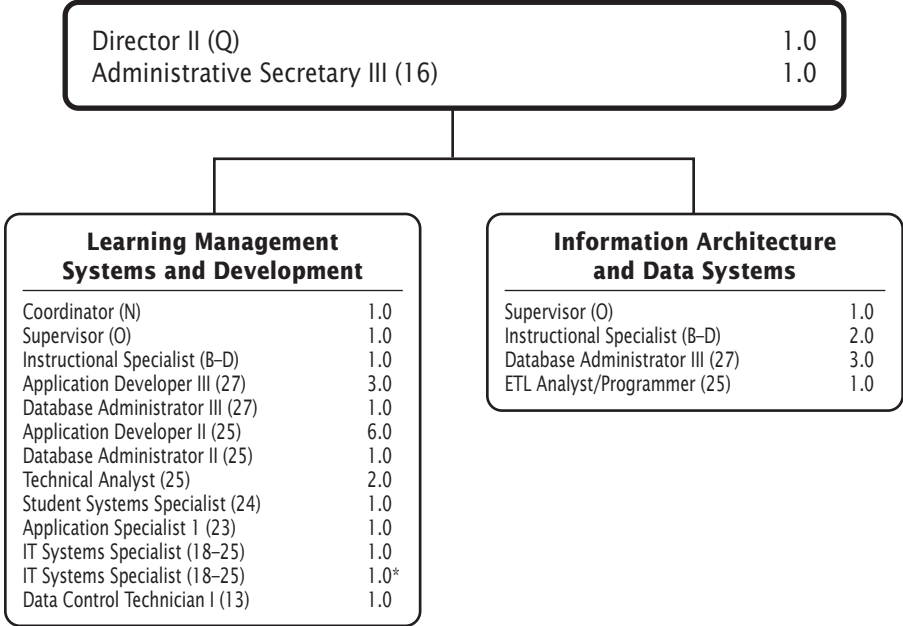 Director II (Q) 1.0
Administrative Secretary III (16) 1.0
Learning Management
Systems and Development
Coordinator (N) 1.0
Supervisor (O) 1.0
Instructional Specialist (B–D) 1.0
Application Developer III (27) 3.0
Database Administrator III (27) 1.0
Application Developer II (25) 6.0
Database Administrator II (25) 1.0
Technical Analyst (25) 2.0
Student Systems Specialist (24) 1.0
Application Specialist 1 (23) 1.0
IT Systems Specialist (18–25) 1.0
IT Systems Specialist (18–25) 1.0*
Data Control Technician I (13) 1.0
Information Architecture
and Data Systems
Supervisor (O) 1.0
Instructional Specialist (B–D) 2.0
Database Administrator III (27) 3.0
ETL Analyst/Programmer (25) 1.0